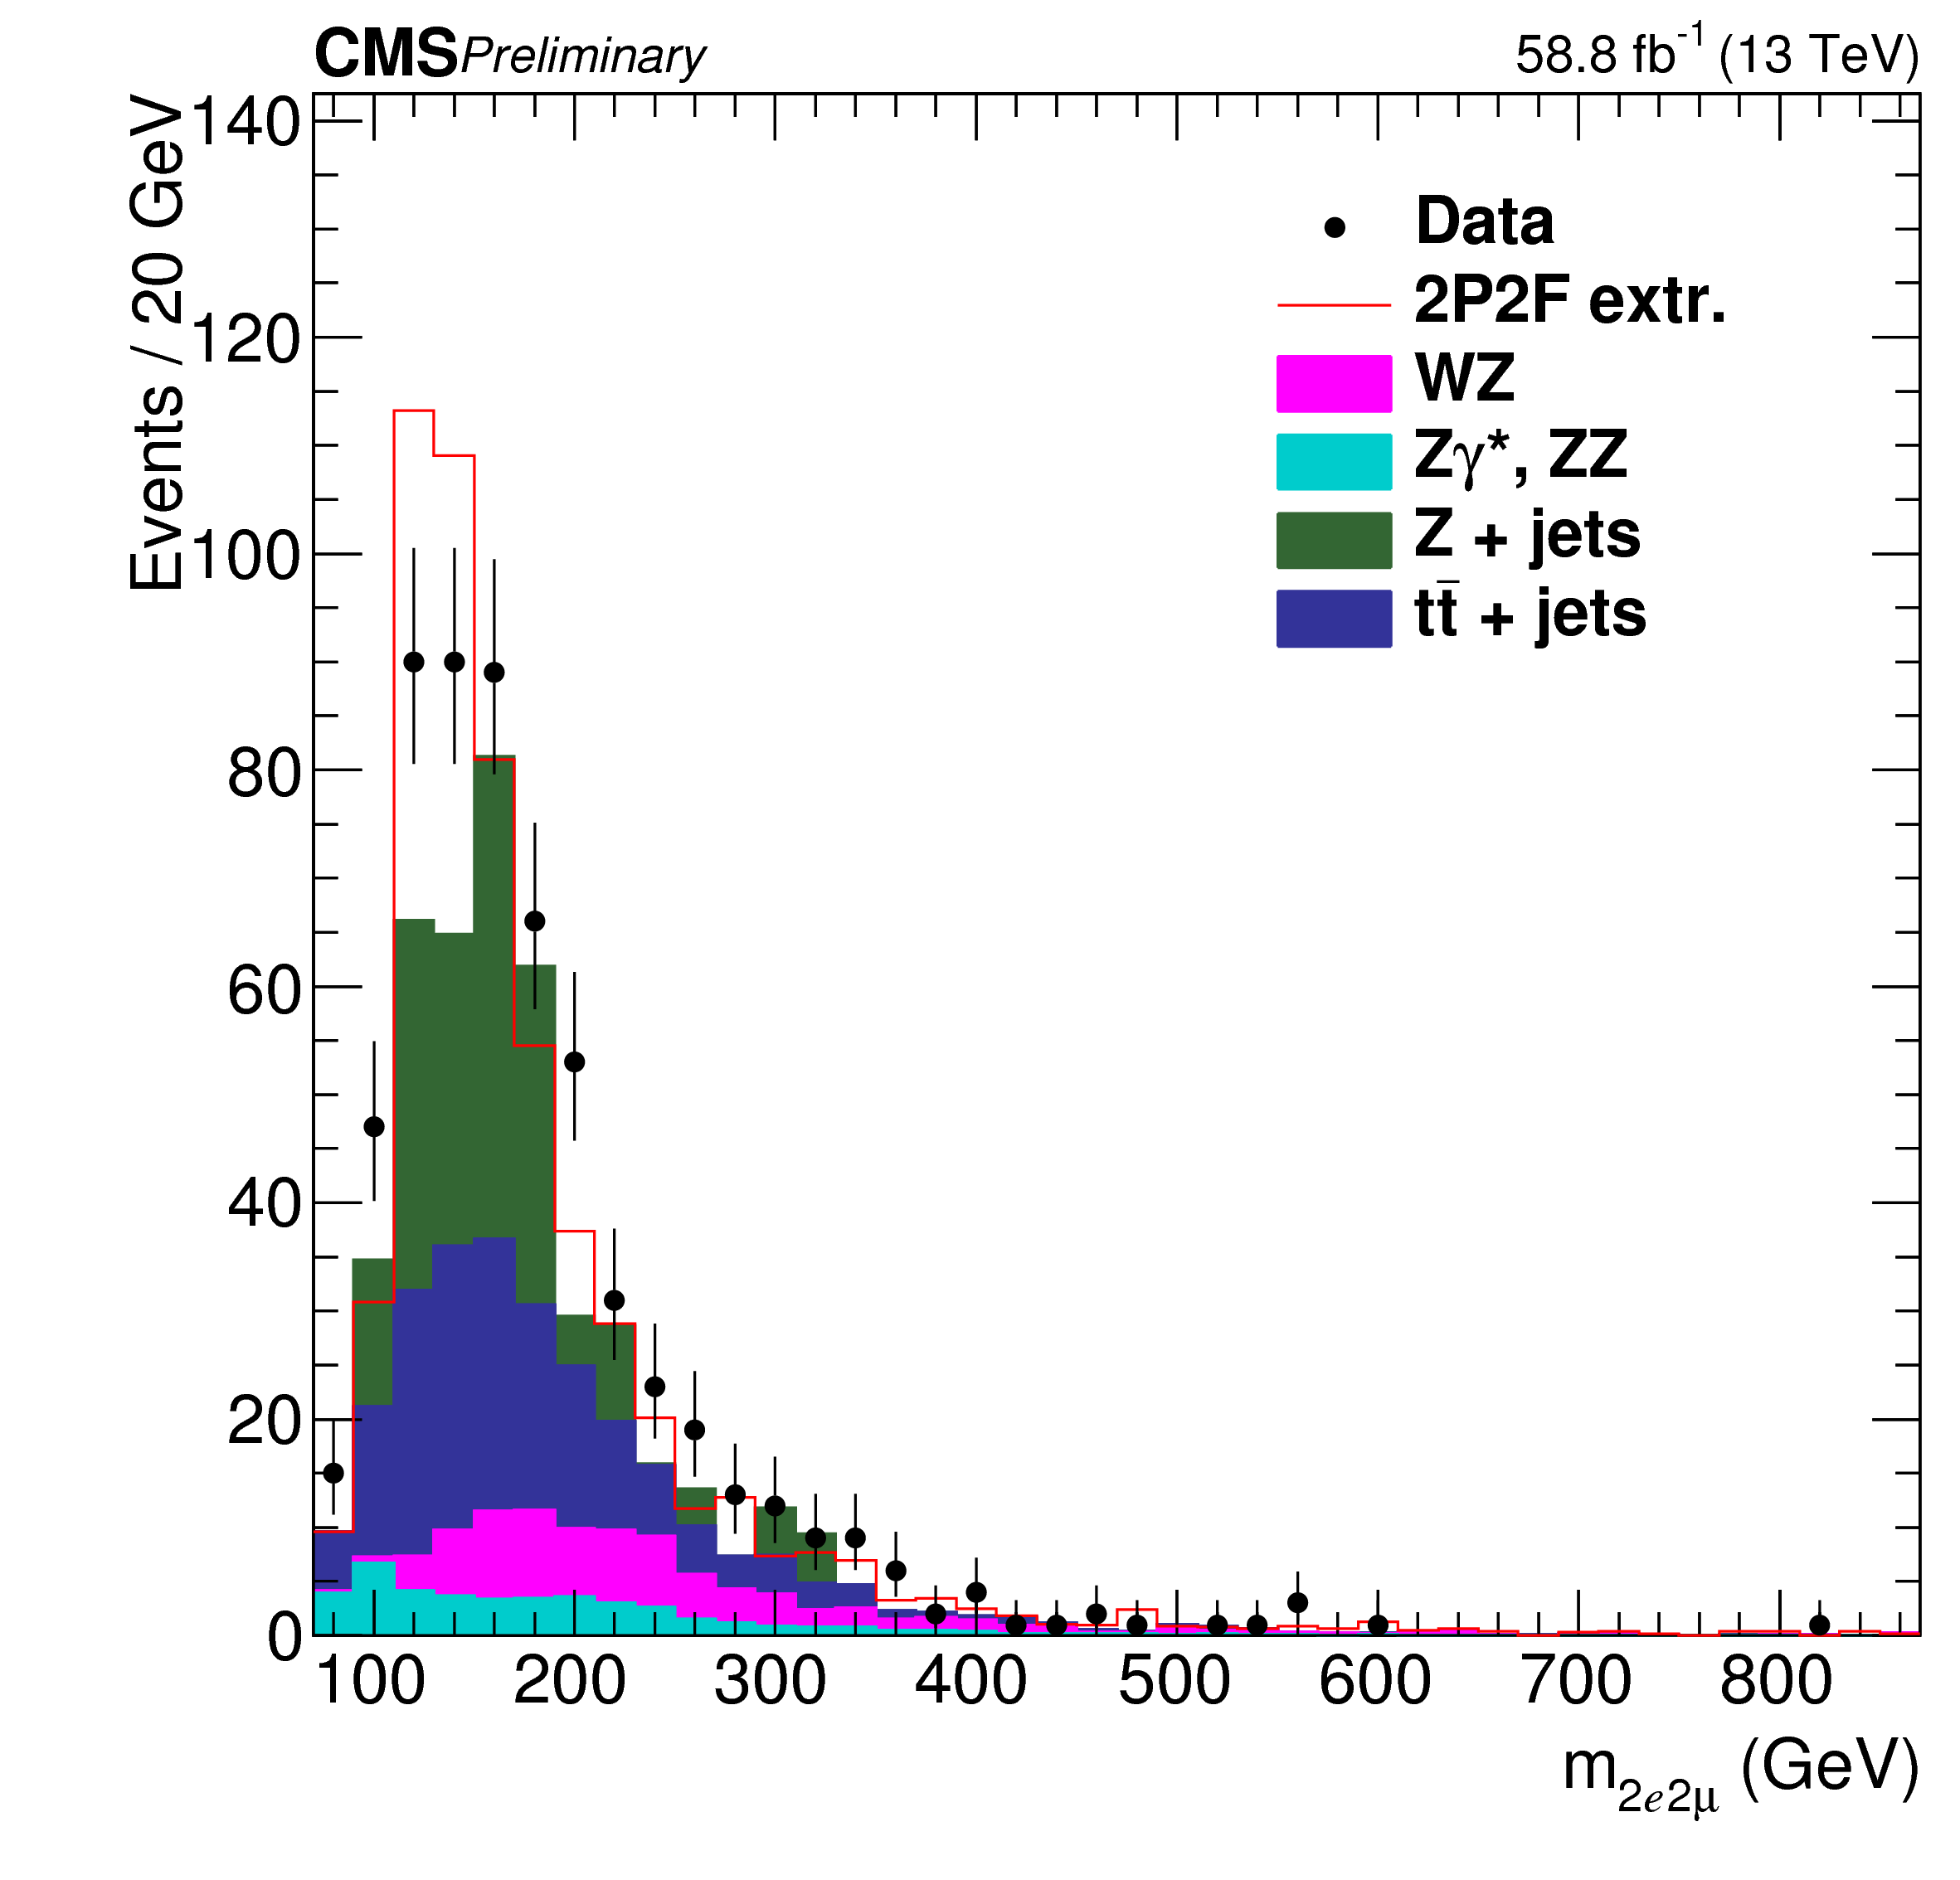 CMS Preliminary 58.8 fb⁻¹ (13 TeV)
Events / 20 GeV
140
120
100
80
60
40
20
0
Data
2P2F extr.
WZ
Zγ*, ZZ
Z + jets
tt̄ + jets
100 200 300 400 500 600 700 800
m₂ₑ₂μ (GeV)